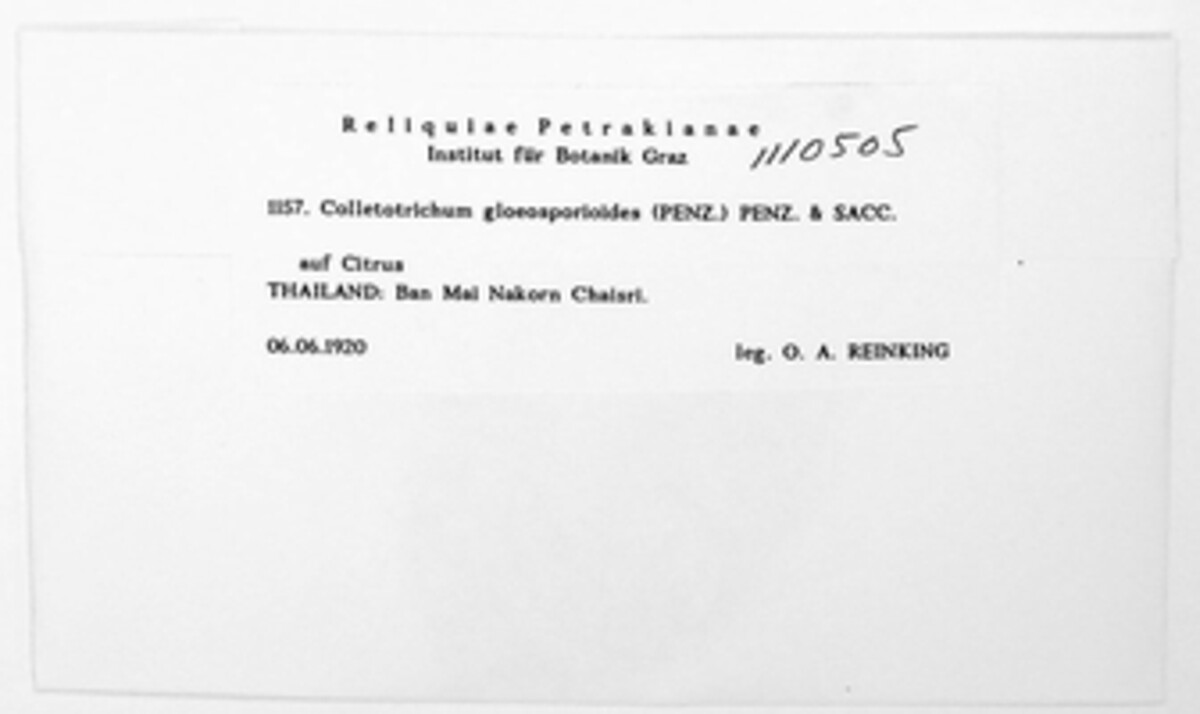 Reliquiae Petrakianae
Institut für Botanik Graz
1110505
1157. Colletotrichum gloeosporioides (PENZ.) PENZ. & SACC.
auf Citrus
THAILAND: Ban Mai Nakorn Chaisri.
06.06.1920
leg. O. A. REINKING